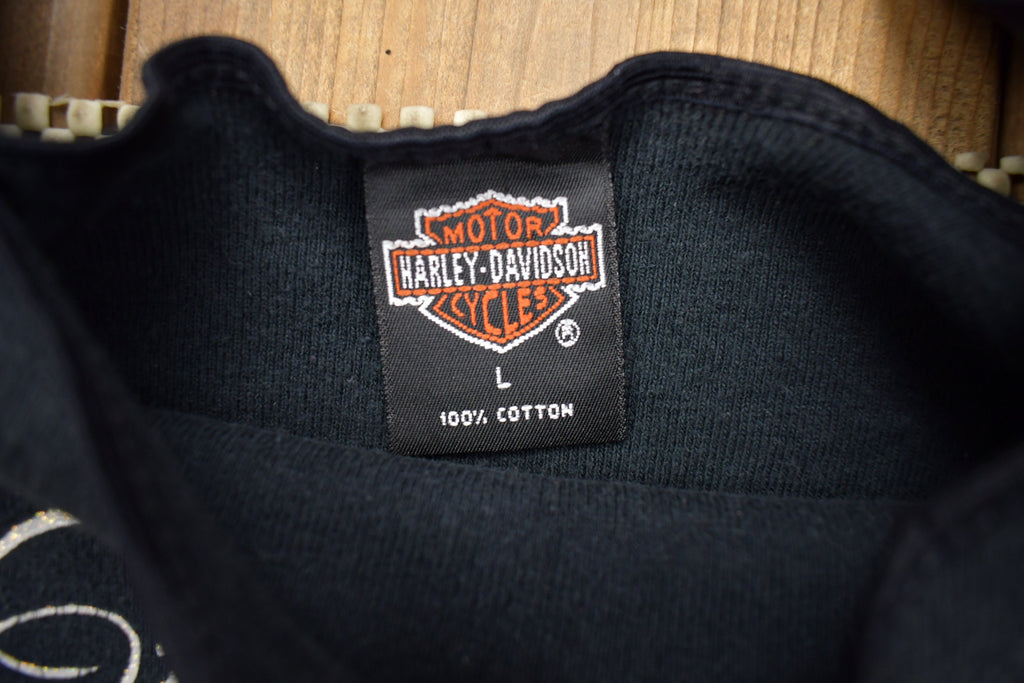 MOTOR
HARLEY-DAVIDSON
CYCLES
®
L
100% COTTON